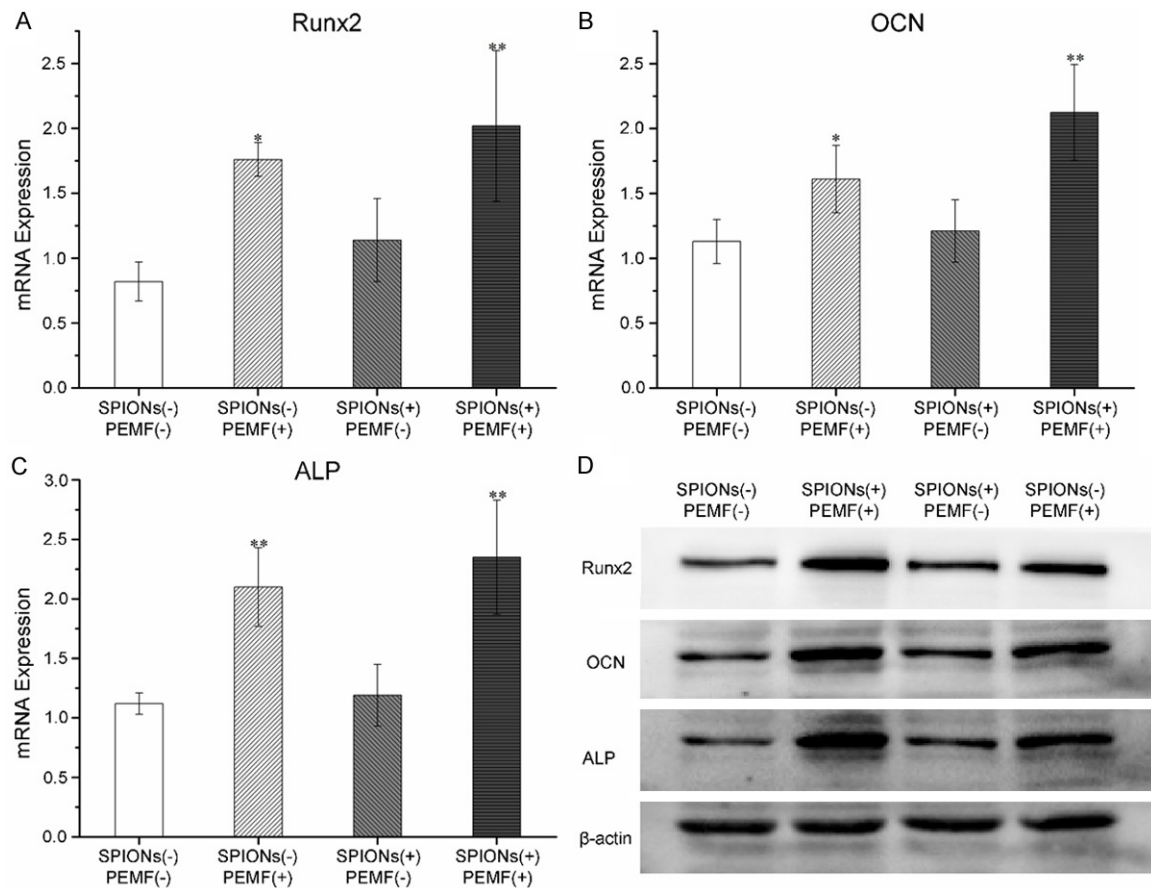 A
Runx2
mRNA Expression
2.5
2.0
1.5
1.0
0.5
0.0
*
**
SPIONs(-) SPIONs(-) SPIONs(+) SPIONs(+)
PEMF(-) PEMF(+) PEMF(-) PEMF(+)
B
OCN
mRNA Expression
2.5
2.0
1.5
1.0
0.5
0.0
*
**
SPIONs(-) SPIONs(-) SPIONs(+) SPIONs(+)
PEMF(-) PEMF(+) PEMF(-) PEMF(+)
C
ALP
mRNA Expression
3.0
2.5
2.0
1.5
1.0
0.5
0.0
**
**
SPIONs(-) SPIONs(-) SPIONs(+) SPIONs(+)
PEMF(-) PEMF(+) PEMF(-) PEMF(+)
D
SPIONs(-) SPIONs(+) SPIONs(+) SPIONs(-)
PEMF(-) PEMF(+) PEMF(-) PEMF(+)
Runx2
OCN
ALP
β-actin